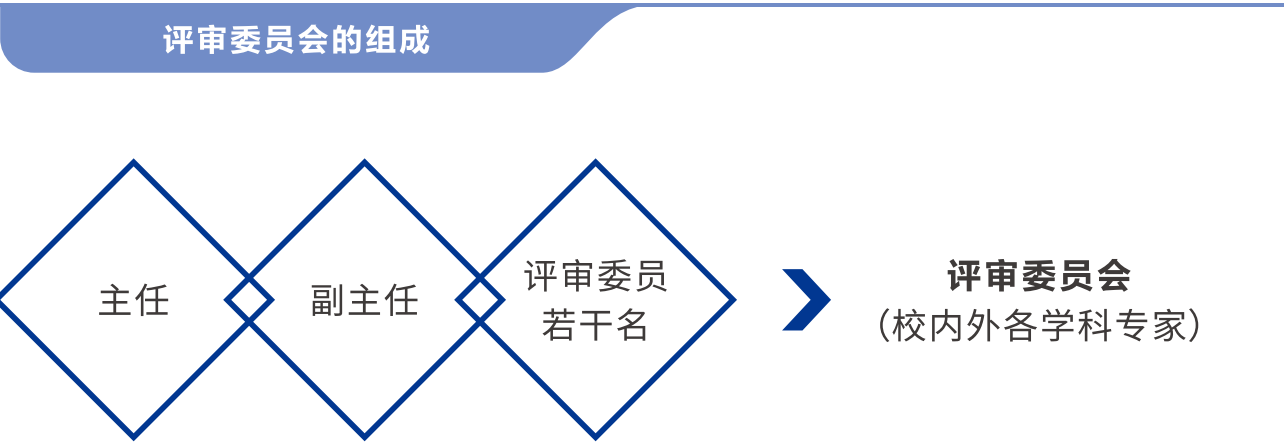 评审委员会的组成
主任
副主任
评审委员
若干名
评审委员会
（校内外各学科专家）